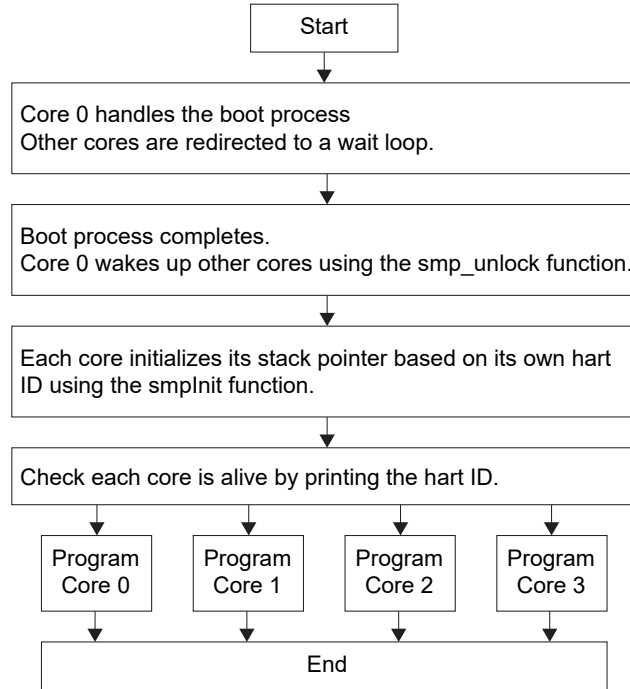 Start
Core 0 handles the boot process
Other cores are redirected to a wait loop.
Boot process completes.
Core 0 wakes up other cores using the smp_unlock function.
Each core initializes its stack pointer based on its own hart
ID using the smpInit function.
Check each core is alive by printing the hart ID.
Program
Core 0
Program
Core 1
Program
Core 2
Program
Core 3
End